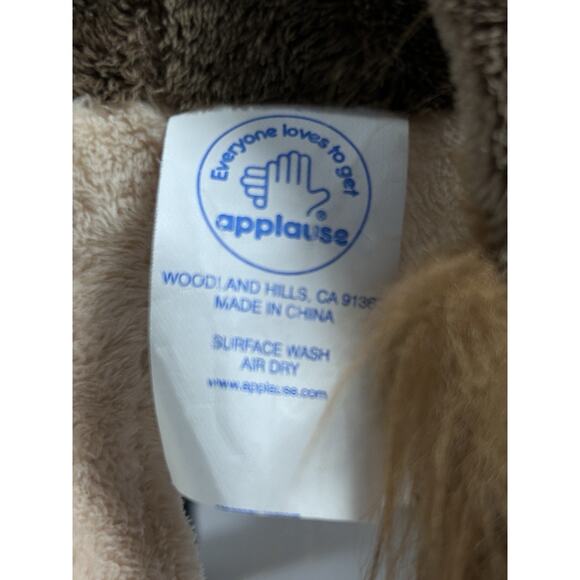 Everyone loves to get
applause®
WOODLAND HILLS, CA
MADE IN CHINA
SURFACE WASH
AIR DRY
www.applause.com